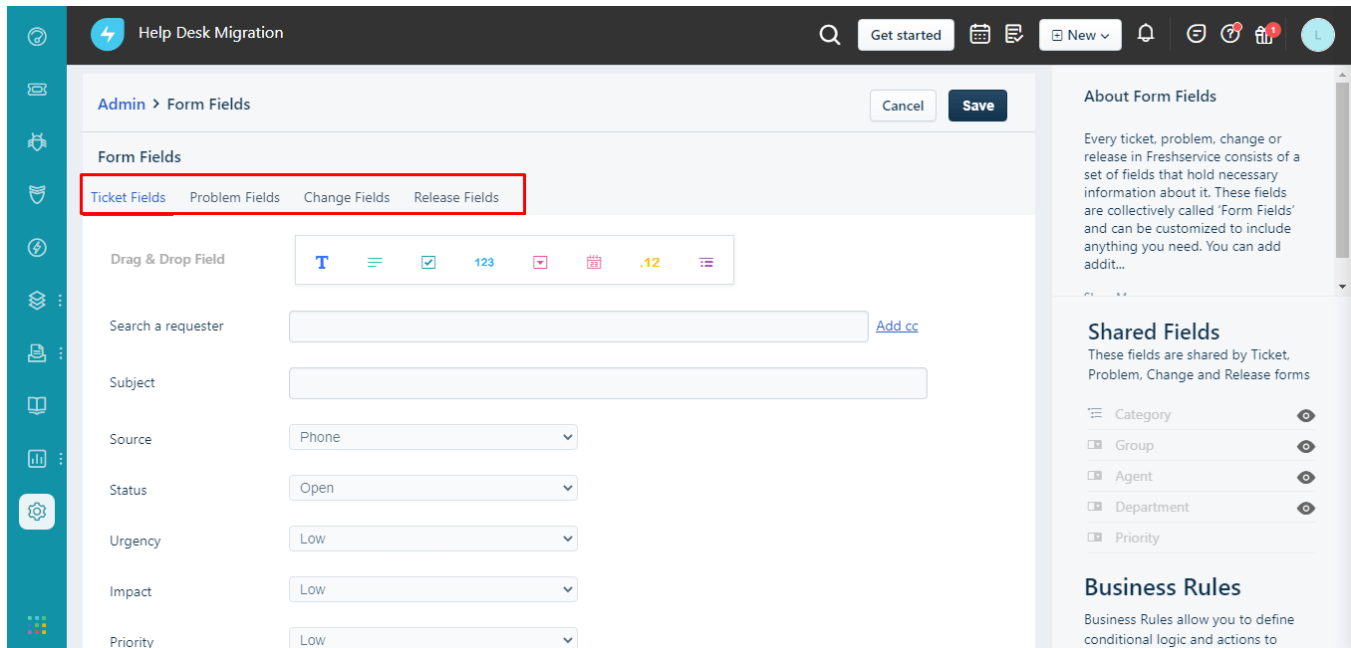 Help Desk Migration
Get started
New
1
L
Admin > Form Fields
Cancel
Save
Form Fields
Ticket Fields
Problem Fields
Change Fields
Release Fields
Drag & Drop Field
T
123
23
.12
Search a requester
Add cc
Subject
Source
Phone
Status
Open
Urgency
Low
Impact
Low
Priority
Low
About Form Fields
Every ticket, problem, change or
release in Freshservice consists of a
set of fields that hold necessary
information about it. These fields
are collectively called ‘Form Fields’
and can be customized to include
anything you need. You can add
addit...
Shared Fields
These fields are shared by Ticket,
Problem, Change and Release forms
Category
Group
Agent
Department
Priority
Business Rules
Business Rules allow you to define
conditional logic and actions to